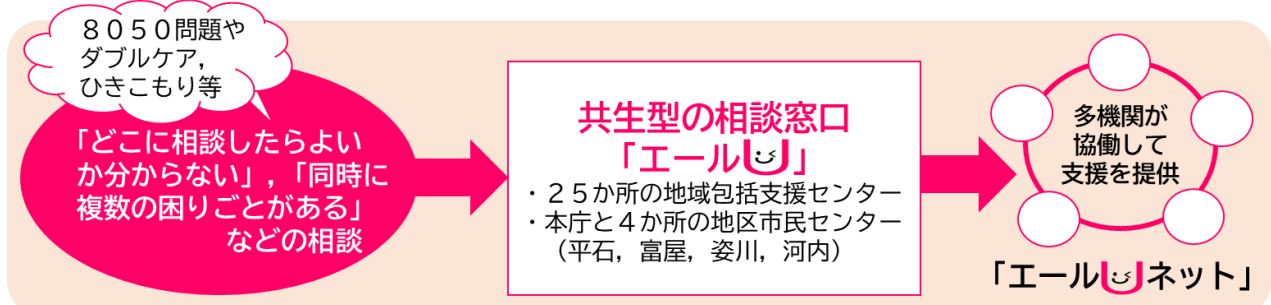 ８０５０問題や
ダブルケア，
ひきこもり等
「どこに相談したらよい
か分からない」，「同時に
複数の困りごとがある」
などの相談
共生型の相談窓口
「エールU」
・２５か所の地域包括支援センター
・本庁と４か所の地区市民センター
（平石，富屋，姿川，河内）
多機関が
協働して
支援を提供
「エールUネット」